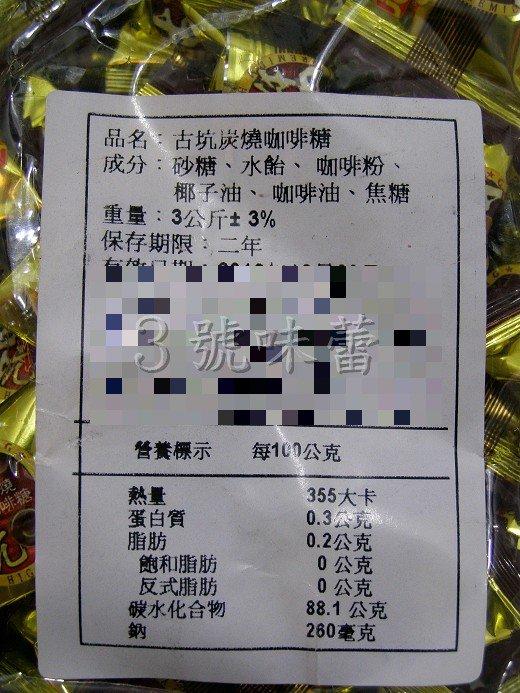 品名：古坑炭燒咖啡糖
成分：砂糖、水飴、咖啡粉、
椰子油、咖啡油、焦糖
重量：3公斤±3%
保存期限：二年
3號味蕾
營養標示 每100公克
熱量 355大卡
蛋白質 0.3公克
脂肪 0.2公克
飽和脂肪 0 公克
反式脂肪 0 公克
碳水化合物 88.1 公克
鈉 260毫克